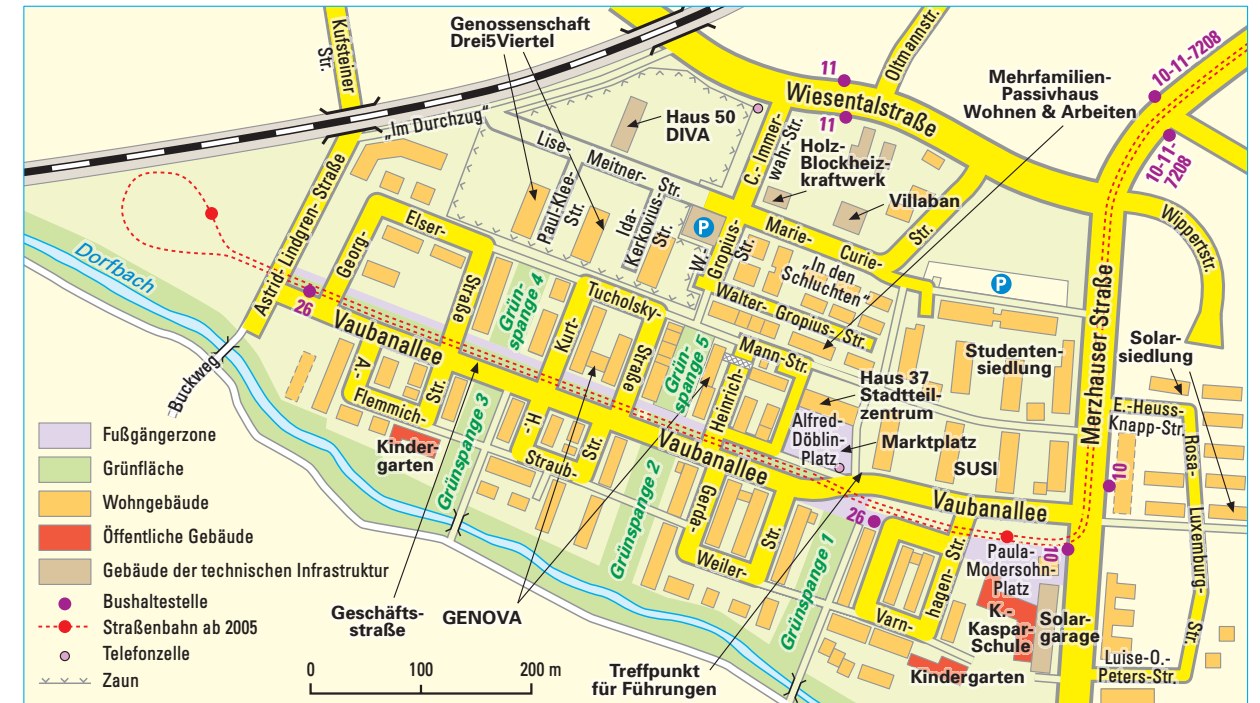 Kufsteiner
Str.
Genossenschaft
Drei5Viertel
Oltmannstr.
11
Wiesentalstraße
11
10-11-7208
10-11-
7208
Mehrfamilien-
Passivhaus
Wohnen & Arbeiten
„Im Durchzug“
Haus 50
DIVA
Lise-
Meitner-
Str.
C.- Immer-
wahr-Str.
Holz-
Blockheiz-
kraftwerk
Villaban
Paul-Klee-
Str.
Ida-
Kerkovius-
Str.
P
W.-
Gropius-
Str.
Marie-
Curie-
Str.
„In den
Schluchten“
Walter-
Gropius-
Str.
P
Wippertstr.
Merzhauser Straße
Dorfbach
Astrid-Lindgren-Straße
Georg-
Elser-
Straße
26
Vaubanallee
Grün-
spange 4
Kurt-
Tucholsky-
Straße
Grün-
spange 5
Heinrich-
Mann-Str.
Studenten-
siedlung
Solar-
siedlung
Haus 37
Stadtteil-
zentrum
Alfred-
Döblin-
Platz
Marktplatz
SUSI
E.-Heuss-
Knapp-Str.
Rosa-
Luxemburg-
Str.
Buckweg
A.-
Flemmich-
Str.
Kinder-
garten
Grünspange 3
H.-
Straub-
Str.
Vaubanallee
Grünspange 2
Gerda-
Weiler-
Str.
26
Vaubanallee
10
10
Grünspange 1
Varn-
hagen-
Str.
Paula-
Modersohn-
Platz
K.-
Kaspar-
Schule
Solar-
garage
Kindergarten
Luise-O.-
Peters-Str.
Geschäfts-
straße
GENOVA
Treffpunkt
für Führungen
Fußgängerzone
Grünfläche
Wohngebäude
Öffentliche Gebäude
Gebäude der technischen Infrastruktur
Bushaltestelle
Straßenbahn ab 2005
Telefonzelle
Zaun
0 100 200 m